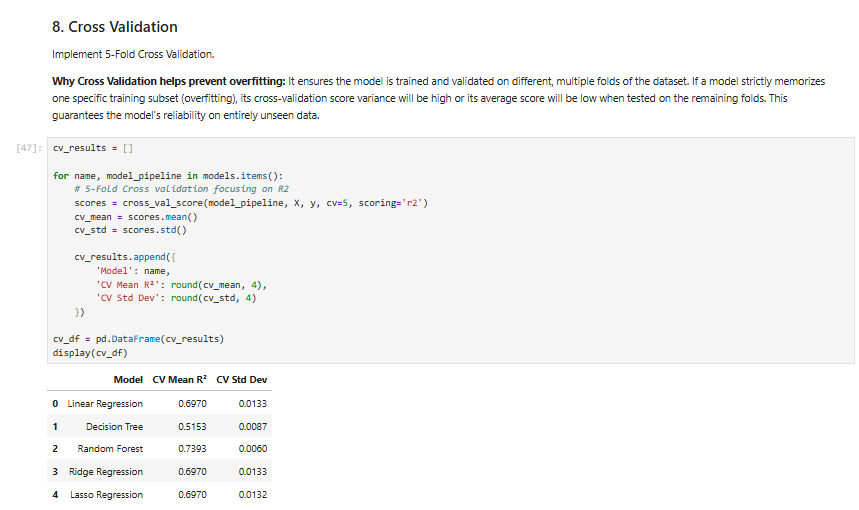 8. Cross Validation
Implement 5-Fold Cross Validation.
Why Cross Validation helps prevent overfitting: It ensures the model is trained and validated on different, multiple folds of the dataset. If a model strictly memorizes
one specific training subset (overfitting), its cross-validation score variance will be high or its average score will be low when tested on the remaining folds. This
guarantees the model's reliability on entirely unseen data.
[47]: cv_results = []
for name, model_pipeline in models.items():
    # 5-Fold Cross validation focusing on R2
    scores = cross_val_score(model_pipeline, X, y, cv=5, scoring='r2')
    cv_mean = scores.mean()
    cv_std = scores.std()
    cv_results.append({
        'Model': name,
        'CV Mean R²': round(cv_mean, 4),
        'CV Std Dev': round(cv_std, 4)
    })
cv_df = pd.DataFrame(cv_results)
display(cv_df)
Model CV Mean R² CV Std Dev
0 Linear Regression 0.6970 0.0133
1 Decision Tree 0.5153 0.0087
2 Random Forest 0.7393 0.0060
3 Ridge Regression 0.6970 0.0133
4 Lasso Regression 0.6970 0.0132